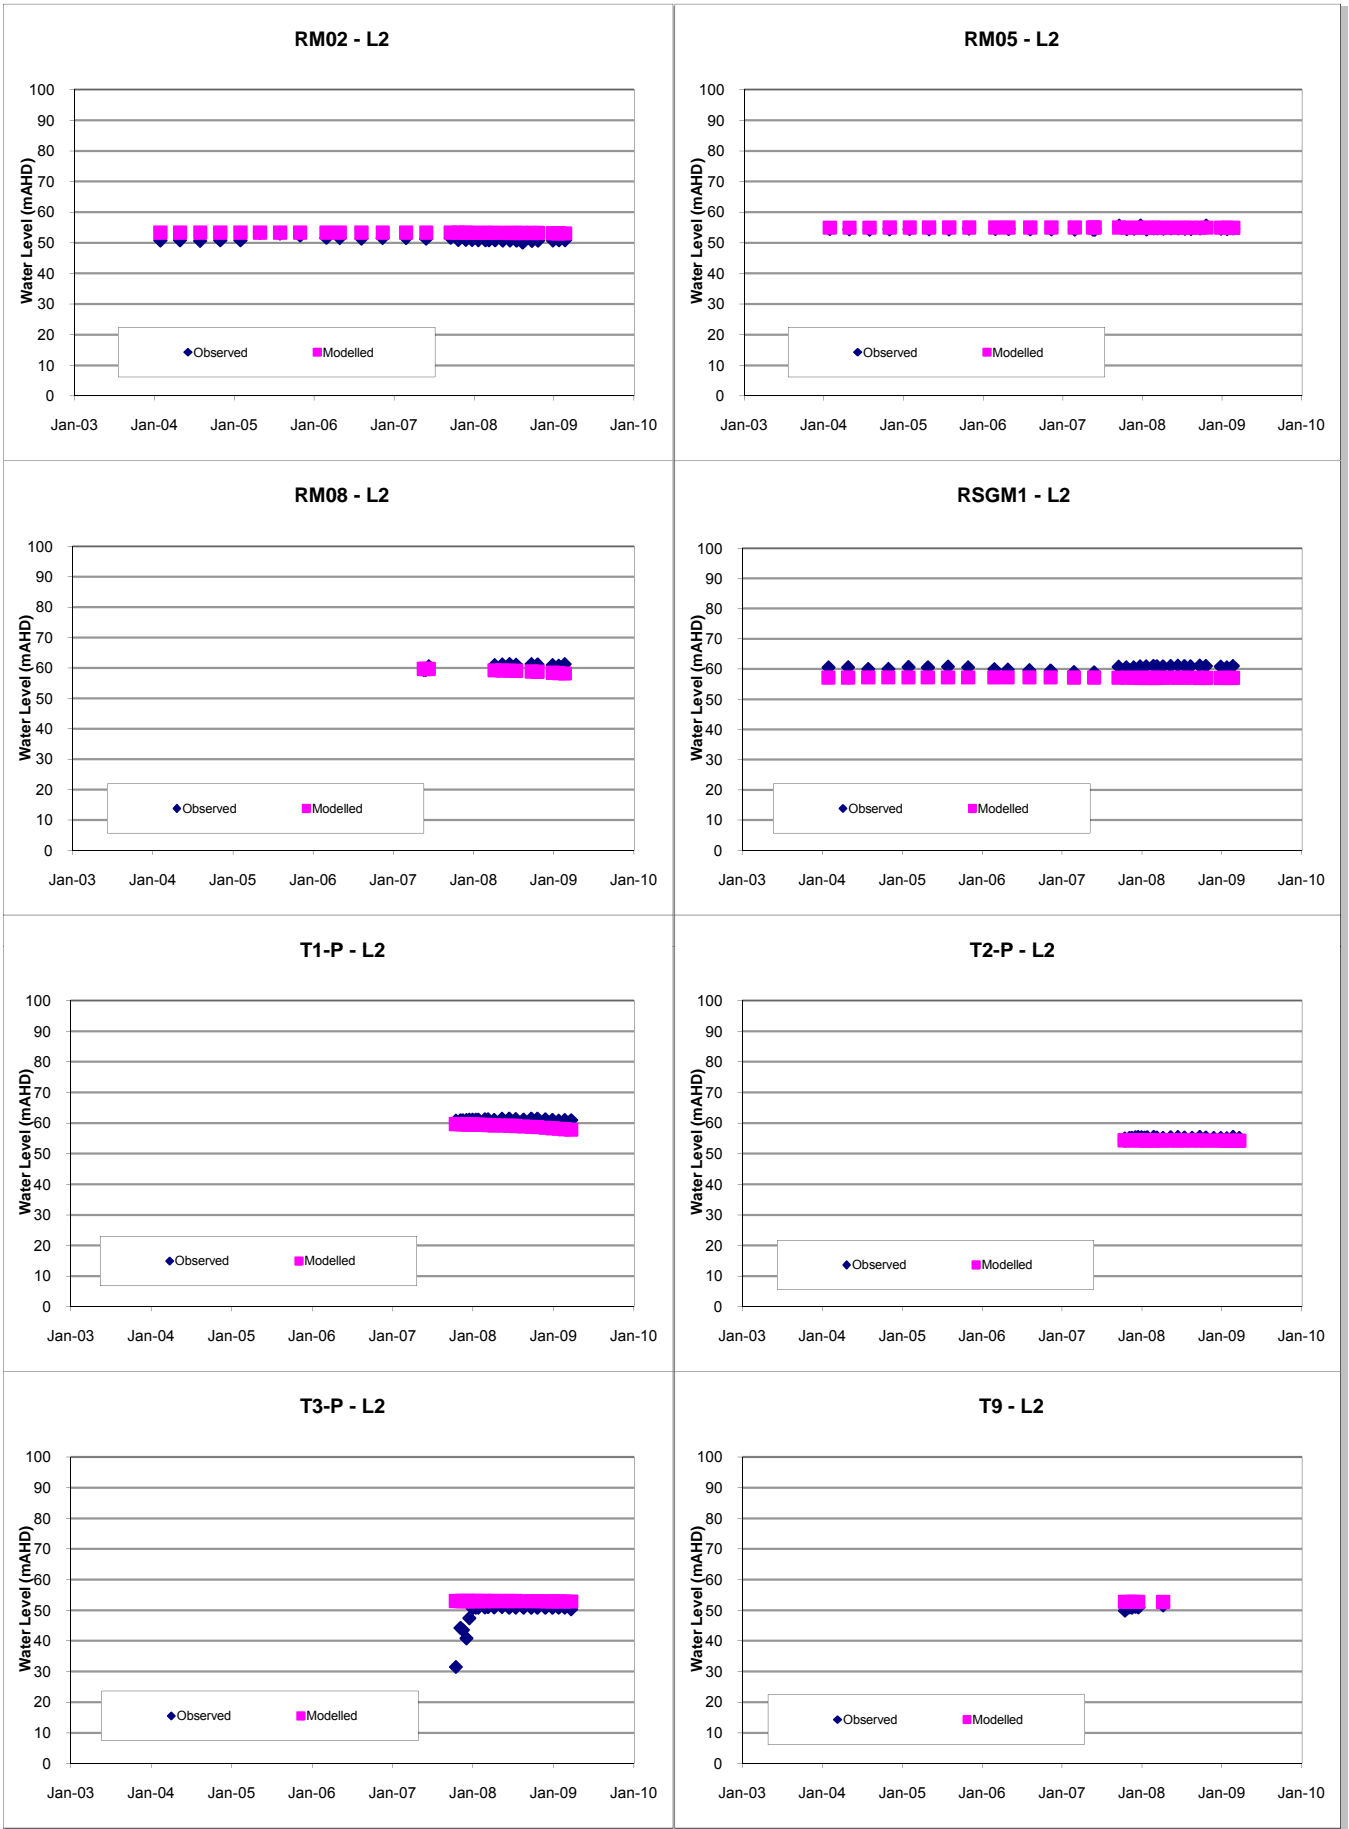 RM02 - L2
100
90
80
70
60
50
40
30
20
10
0
Water Level (mAHD)
Observed Modelled
Jan-03 Jan-04 Jan-05 Jan-06 Jan-07 Jan-08 Jan-09 Jan-10
RM05 - L2
100
90
80
70
60
50
40
30
20
10
0
Water Level (mAHD)
Observed Modelled
Jan-03 Jan-04 Jan-05 Jan-06 Jan-07 Jan-08 Jan-09 Jan-10
RM08 - L2
100
90
80
70
60
50
40
30
20
10
0
Water Level (mAHD)
Observed Modelled
Jan-03 Jan-04 Jan-05 Jan-06 Jan-07 Jan-08 Jan-09 Jan-10
RSGM1 - L2
100
90
80
70
60
50
40
30
20
10
0
Water Level (mAHD)
Observed Modelled
Jan-03 Jan-04 Jan-05 Jan-06 Jan-07 Jan-08 Jan-09 Jan-10
T1-P - L2
100
90
80
70
60
50
40
30
20
10
0
Water Level (mAHD)
Observed Modelled
Jan-03 Jan-04 Jan-05 Jan-06 Jan-07 Jan-08 Jan-09 Jan-10
T2-P - L2
100
90
80
70
60
50
40
30
20
10
0
Water Level (mAHD)
Observed Modelled
Jan-03 Jan-04 Jan-05 Jan-06 Jan-07 Jan-08 Jan-09 Jan-10
T3-P - L2
100
90
80
70
60
50
40
30
20
10
0
Water Level (mAHD)
Observed Modelled
Jan-03 Jan-04 Jan-05 Jan-06 Jan-07 Jan-08 Jan-09 Jan-10
T9 - L2
100
90
80
70
60
50
40
30
20
10
0
Water Level (mAHD)
Observed Modelled
Jan-03 Jan-04 Jan-05 Jan-06 Jan-07 Jan-08 Jan-09 Jan-10